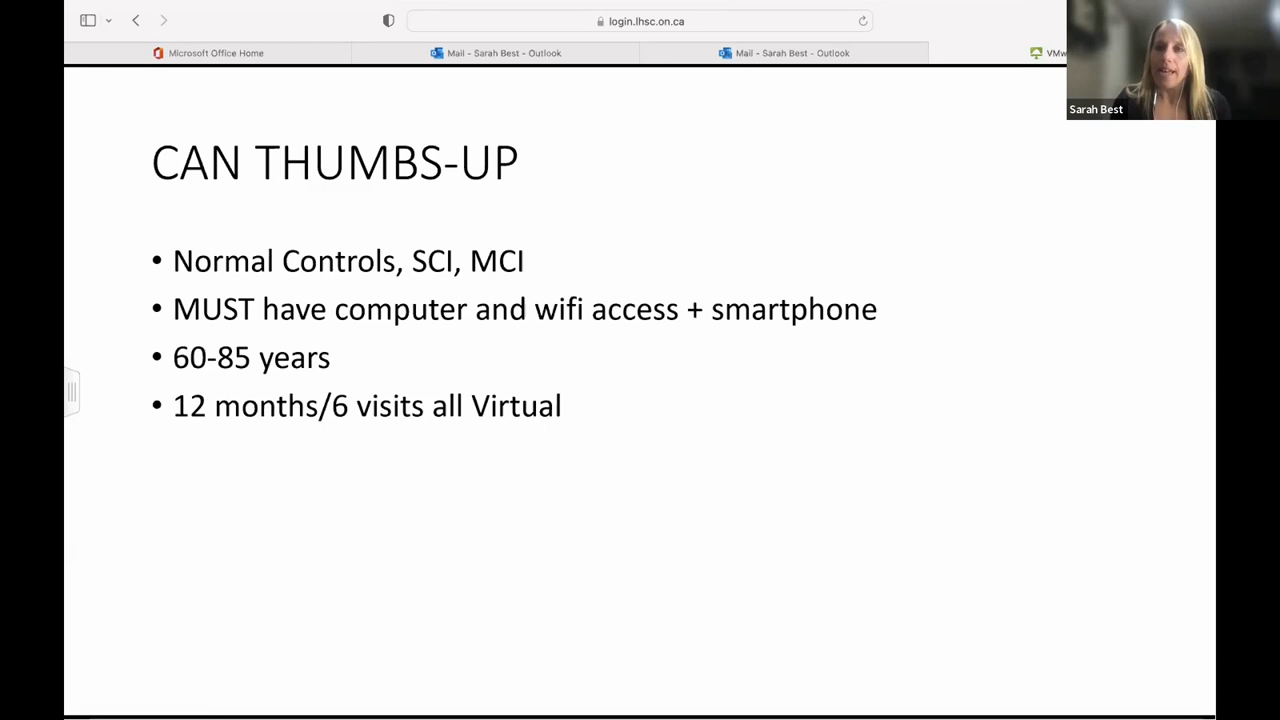 login.lhsc.on.ca
Microsoft Office Home
Mail - Sarah Best - Outlook
Mail - Sarah Best - Outlook
Sarah Best
CAN THUMBS-UP
• Normal Controls, SCI, MCI
• MUST have computer and wifi access + smartphone
• 60-85 years
• 12 months/6 visits all Virtual